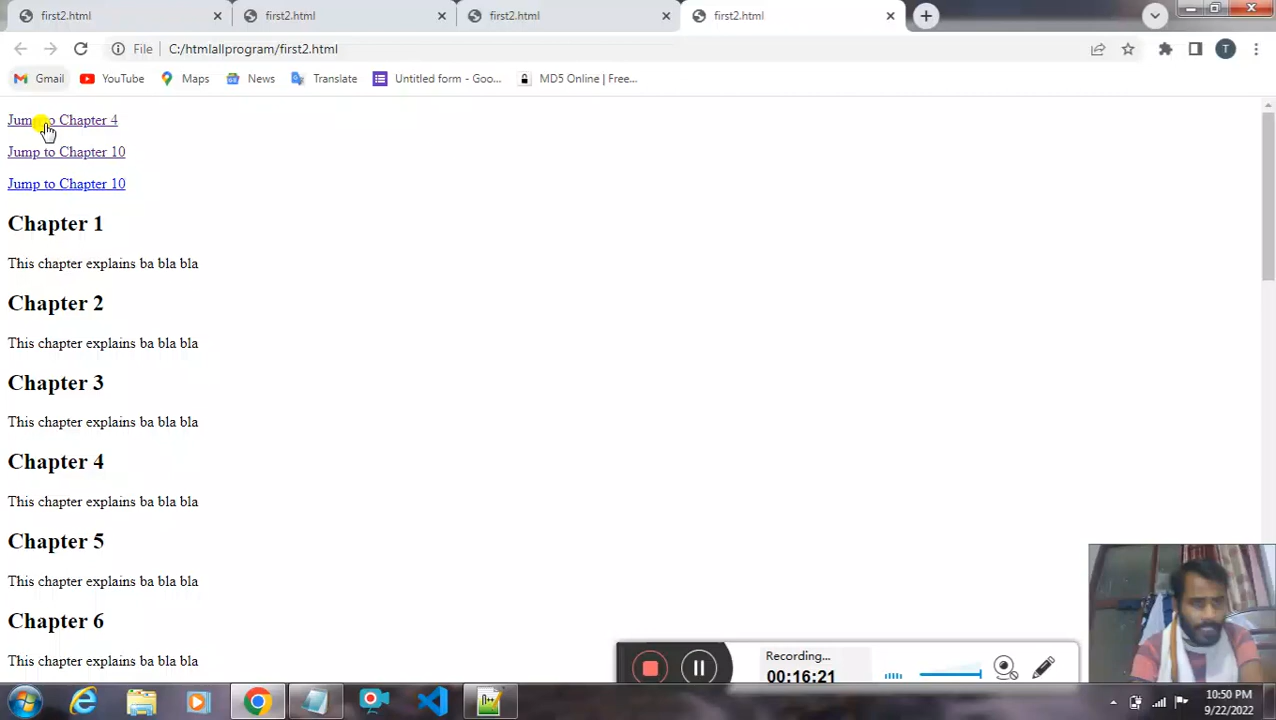 first2.html
first2.html
first2.html
first2.html
File C:/htmlallprogram/first2.html
Gmail YouTube Maps News Translate Untitled form - Goo... MD5 Online | Free...
Jump to Chapter 4
Jump to Chapter 10
Jump to Chapter 10
Chapter 1
This chapter explains ba bla bla
Chapter 2
This chapter explains ba bla bla
Chapter 3
This chapter explains ba bla bla
Chapter 4
This chapter explains ba bla bla
Chapter 5
This chapter explains ba bla bla
Chapter 6
This chapter explains ba bla bla
Recording...
00:16:21
10:50 PM
9/22/2022
T